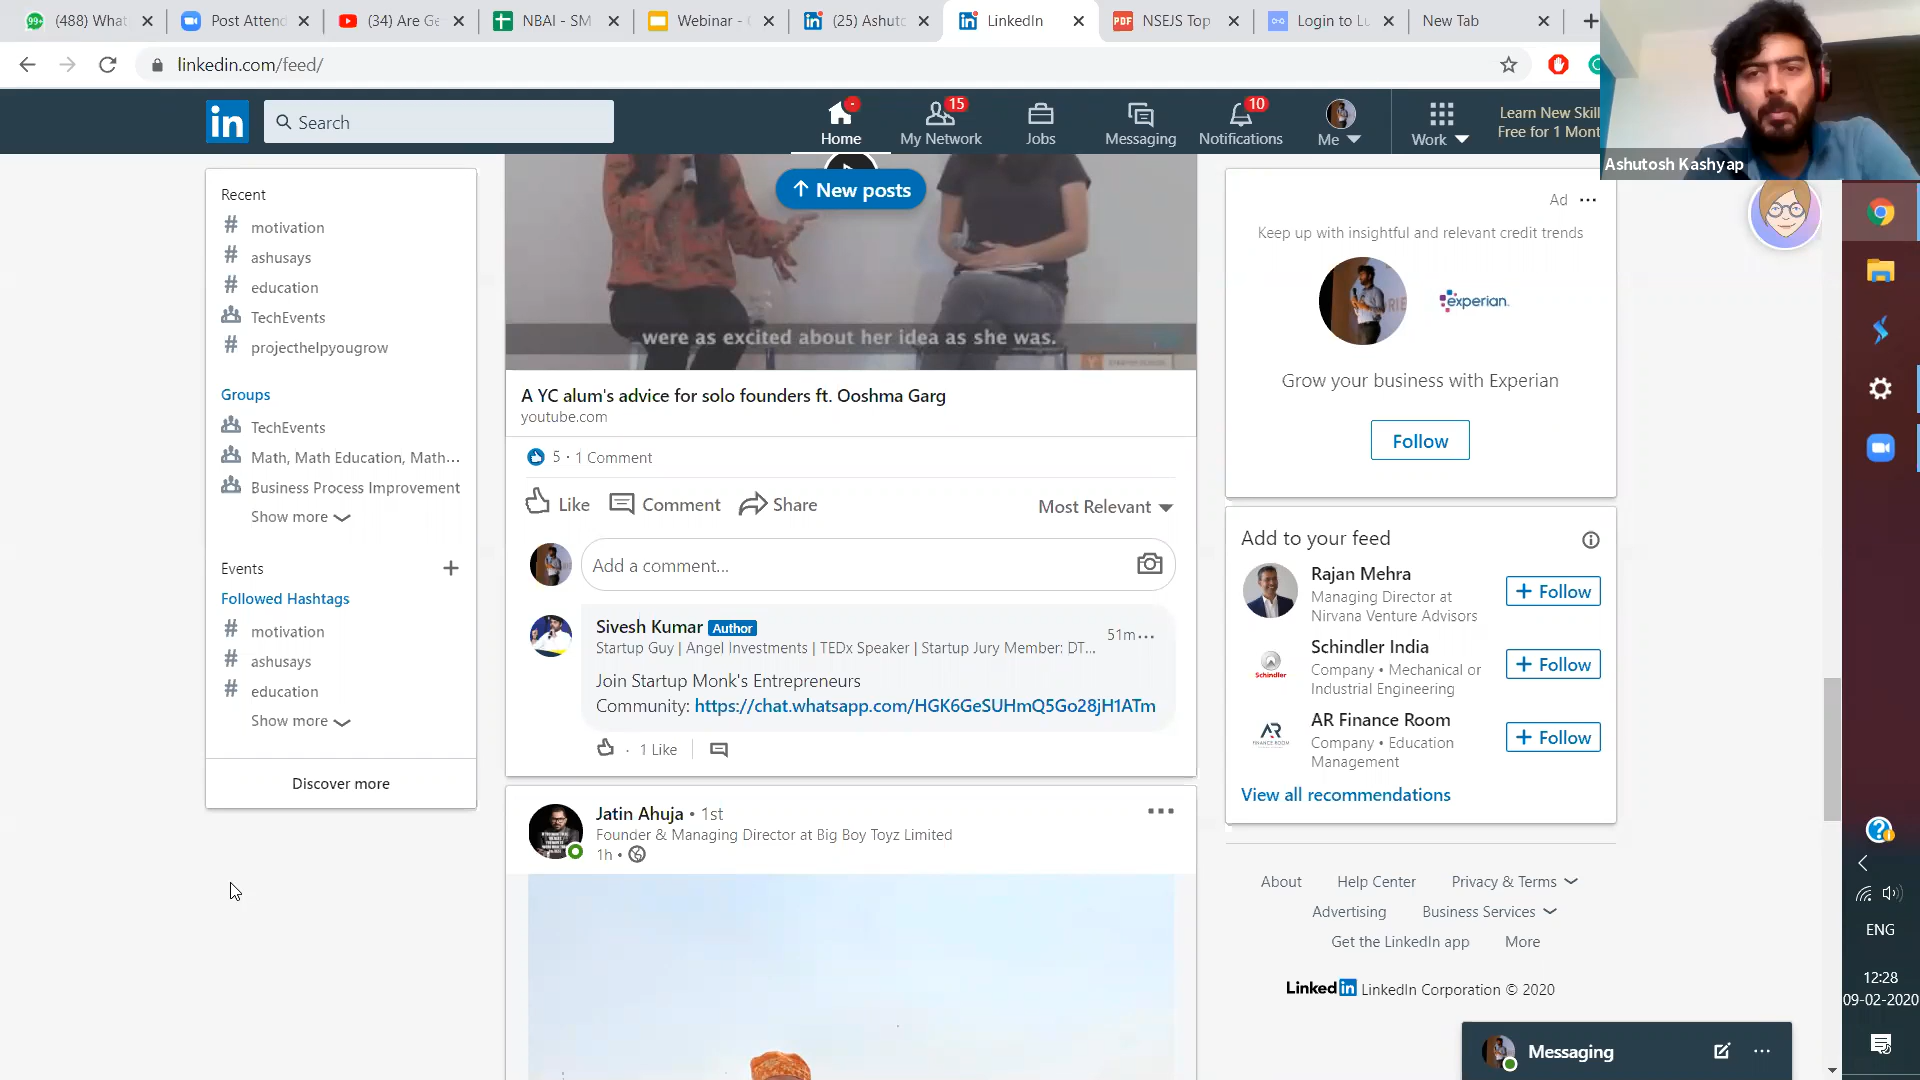 (488) What
Post Attend
(34) Are Ge
NBAI - SM
Webinar -
(25) Ashuto
LinkedIn
PDF NSEJS Top
Login to Lu
New Tab
linkedin.com/feed/
in
Search
Home
15
My Network
Jobs
Messaging
10
Notifications
Me
Work
Learn New Skill
Free for 1 Mont
Ashutosh Kashyap
Recent
# motivation
# ashusays
# education
TechEvents
# projecthelpyougrow
Groups
TechEvents
Math, Math Education, Math...
Business Process Improvement
Show more
Events
Followed Hashtags
# motivation
# ashusays
# education
Show more
Discover more
↑ New posts
were as excited about her idea as she was.
A YC alum's advice for solo founders ft. Ooshma Garg
youtube.com
5 · 1 Comment
Like Comment Share Most Relevant
Add a comment...
Sivesh Kumar Author
51m
Startup Guy | Angel Investments | TEDx Speaker | Startup Jury Member: DT...
Join Startup Monk's Entrepreneurs
Community: https://chat.whatsapp.com/HGK6GeSUHmQ5Go28jH1ATm
· 1 Like
Jatin Ahuja • 1st
Founder & Managing Director at Big Boy Toyz Limited
1h •
Ad
Keep up with insightful and relevant credit trends
experian.
Grow your business with Experian
Follow
Add to your feed
Rajan Mehra
Managing Director at
Nirvana Venture Advisors
+ Follow
Schindler
Schindler India
Company • Mechanical or
Industrial Engineering
+ Follow
AR
FINANCE ROOM
AR Finance Room
Company • Education
Management
+ Follow
View all recommendations
About Help Center Privacy & Terms
Advertising Business Services
Get the LinkedIn app More
LinkedIn LinkedIn Corporation © 2020
Messaging
ENG
12:28
09-02-2020